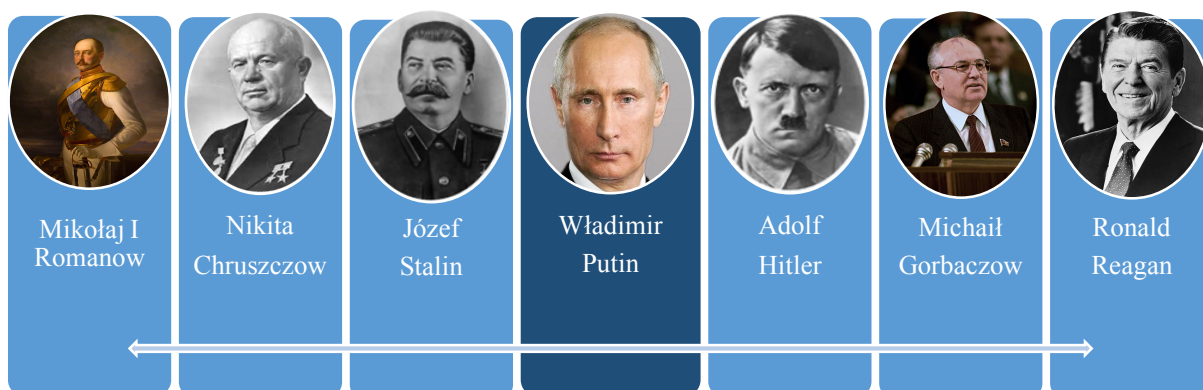 Mikołaj I
Romanow
Nikita
Chruszczow
Józef
Stalin
Władimir
Putin
Adolf
Hitler
Michaił
Gorbaczow
Ronald
Reagan